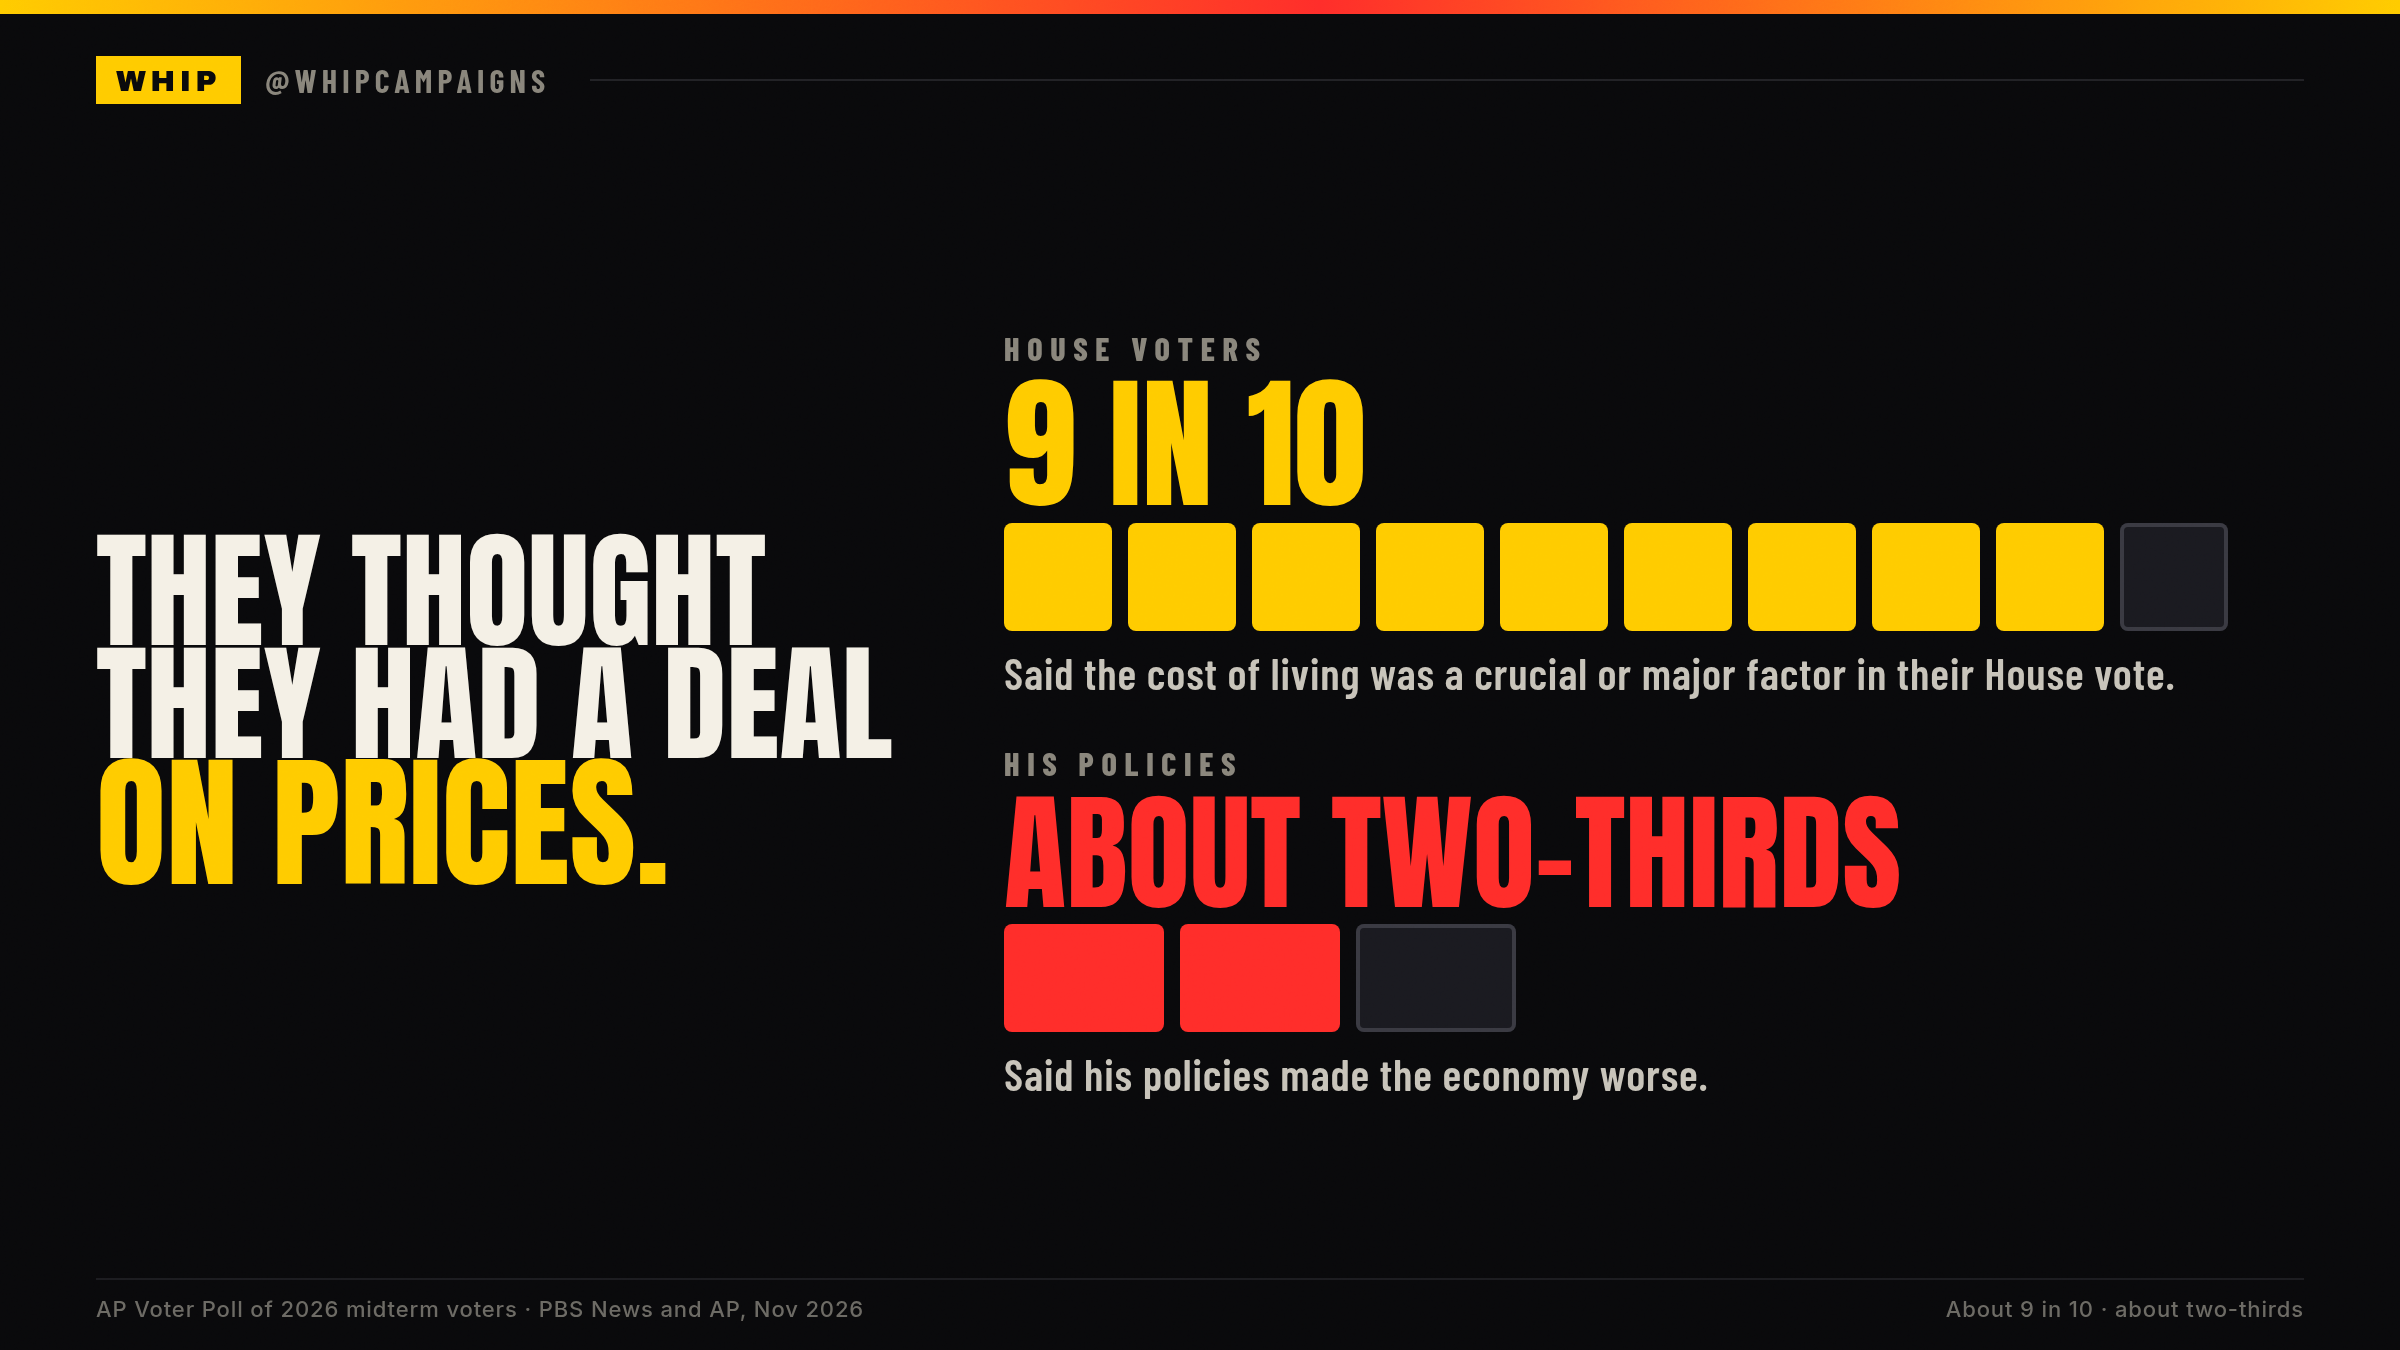 WHIP @WHIPCAMPAIGNS
THEY THOUGHT
THEY HAD A DEAL
ON PRICES.
HOUSE VOTERS
9 IN 10
Said the cost of living was a crucial or major factor in their House vote.
HIS POLICIES
ABOUT TWO-THIRDS
Said his policies made the economy worse.
AP Voter Poll of 2026 midterm voters · PBS News and AP, Nov 2026
About 9 in 10 · about two-thirds